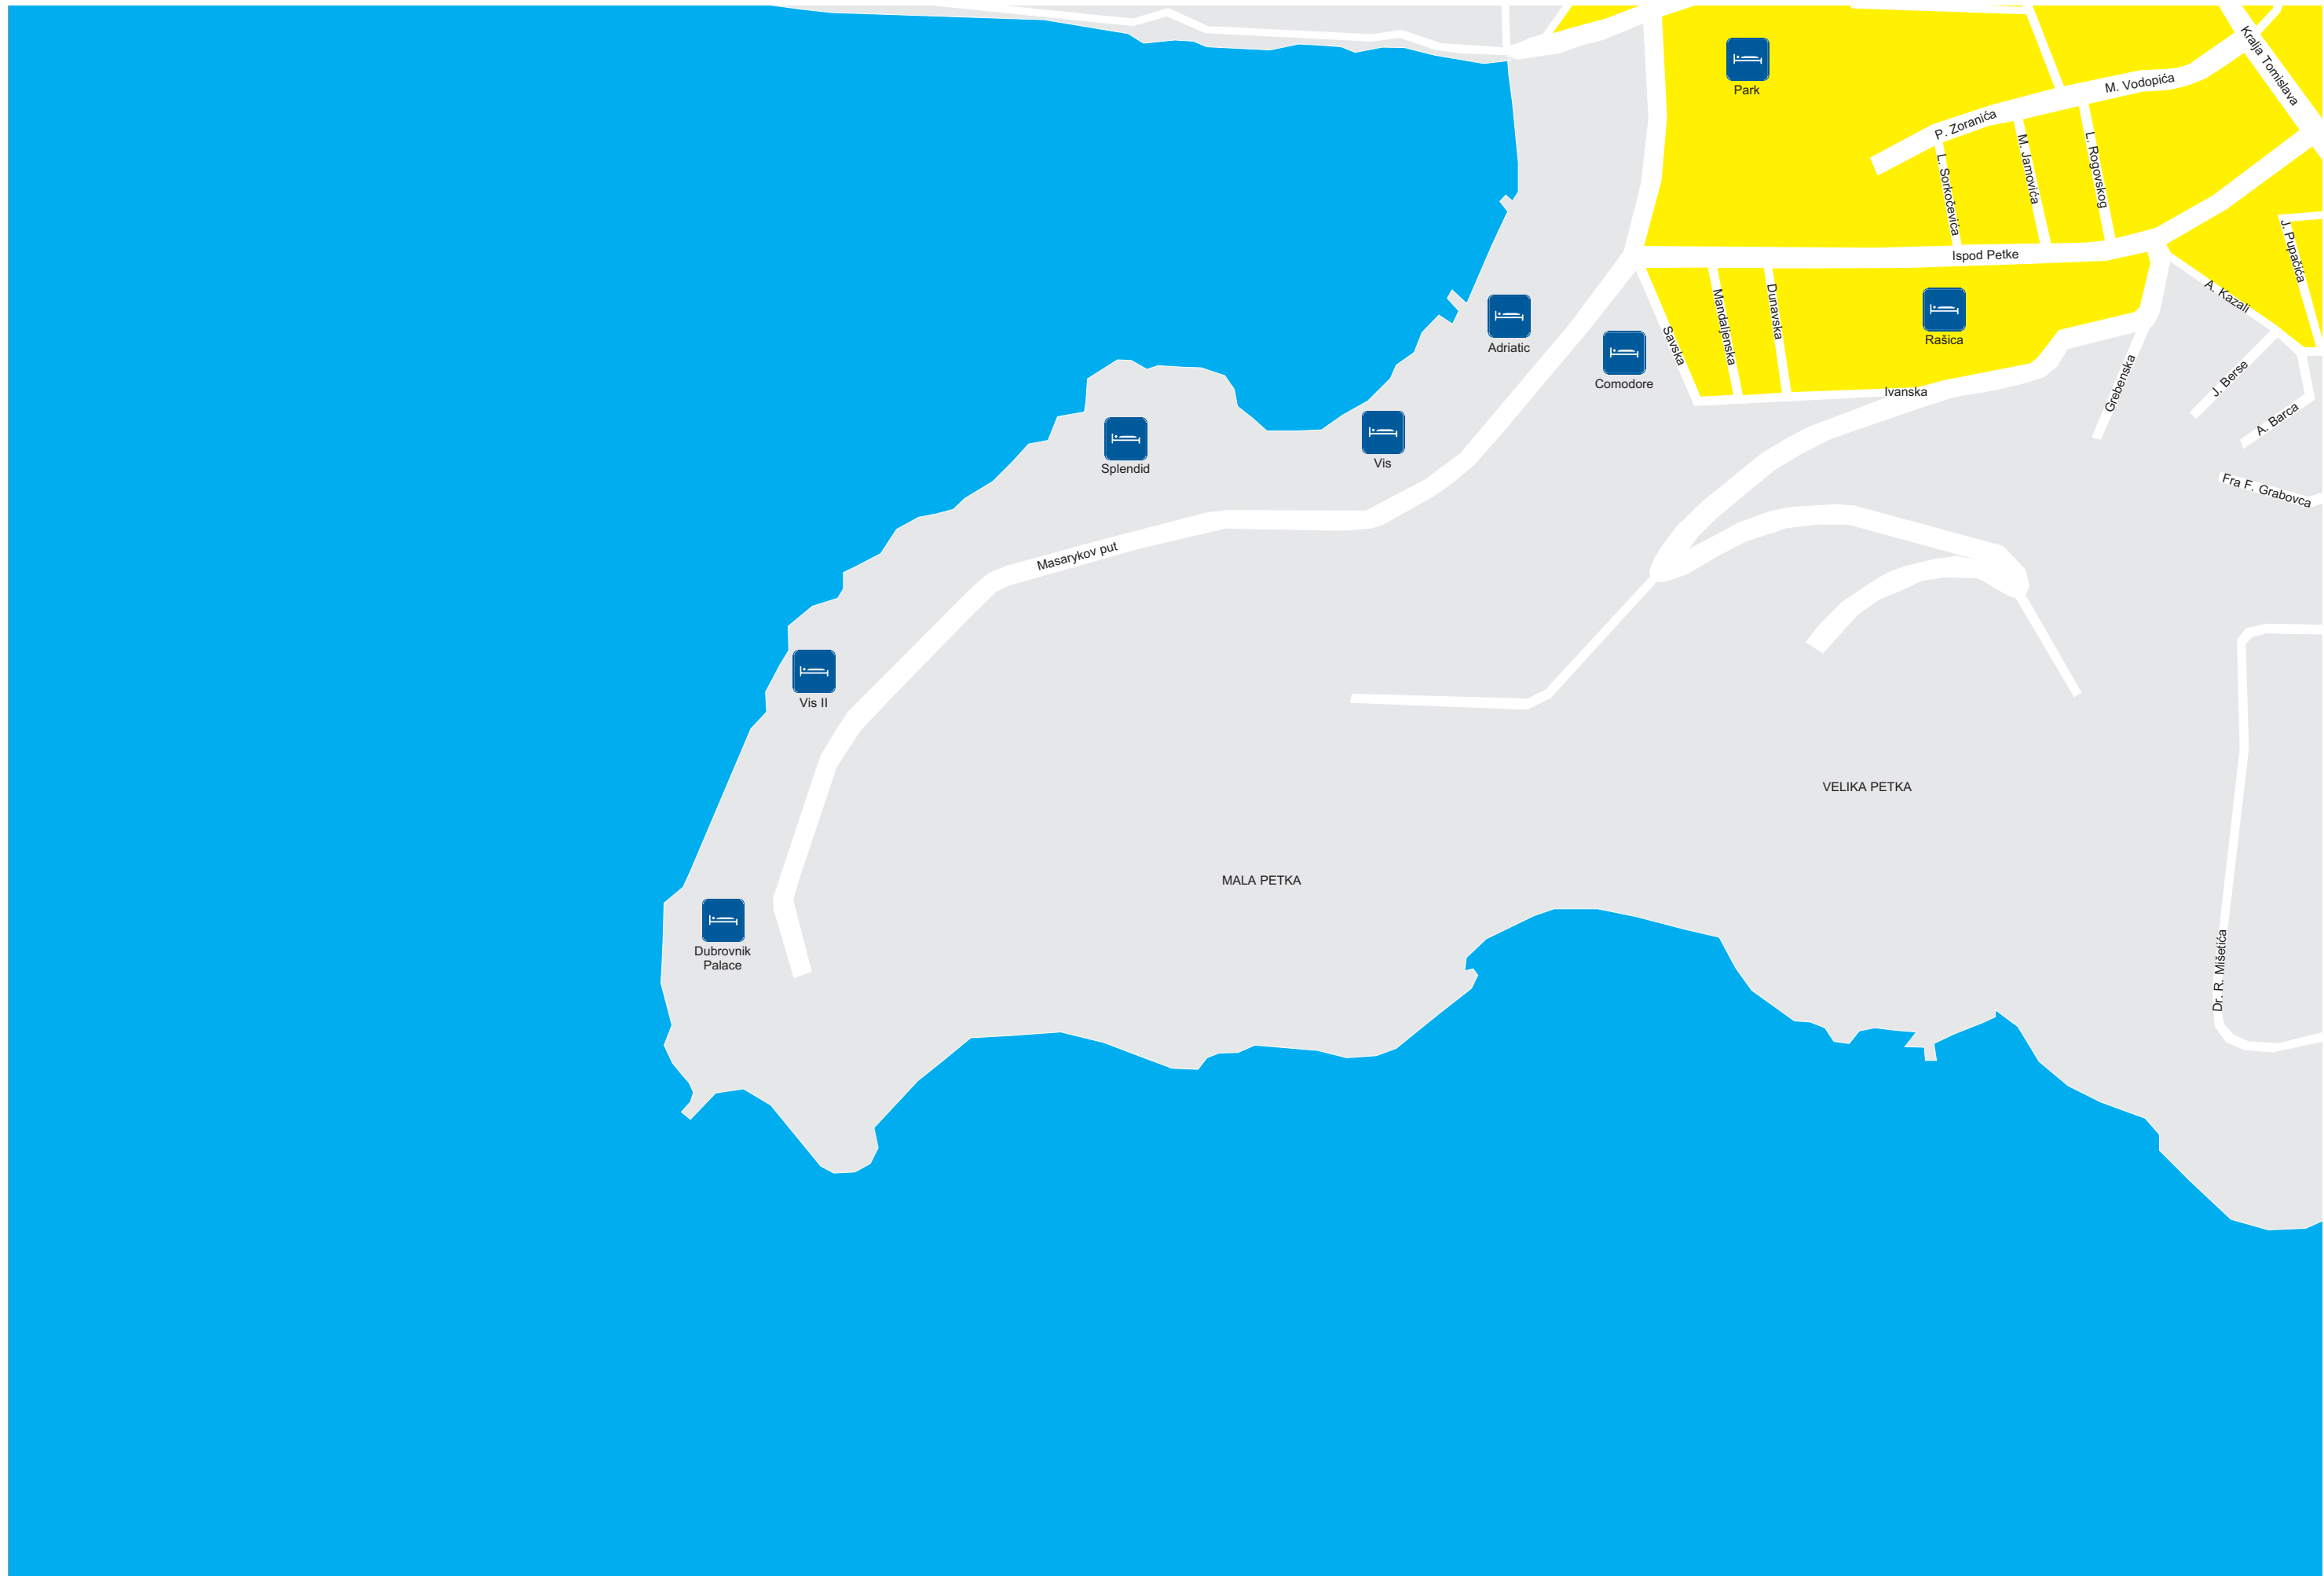 Kralja Tomislava
Park
M. Vodopića
P. Zoranića
L. Sorkočevića
M. Jarnovića
L. Rogovskog
J. Pupačića
Ispod Petke
A. Kazali
Adriatic
Comodore
Savska
Mandaljenska
Dunavska
Rašica
Ivanska
Grebenska
J. Berse
A. Barca
Splendid
Vis
Fra F. Grabovca
Masarykov put
Vis II
VELIKA PETKA
MALA PETKA
Dubrovnik
Palace
Dr. R. Mišetića